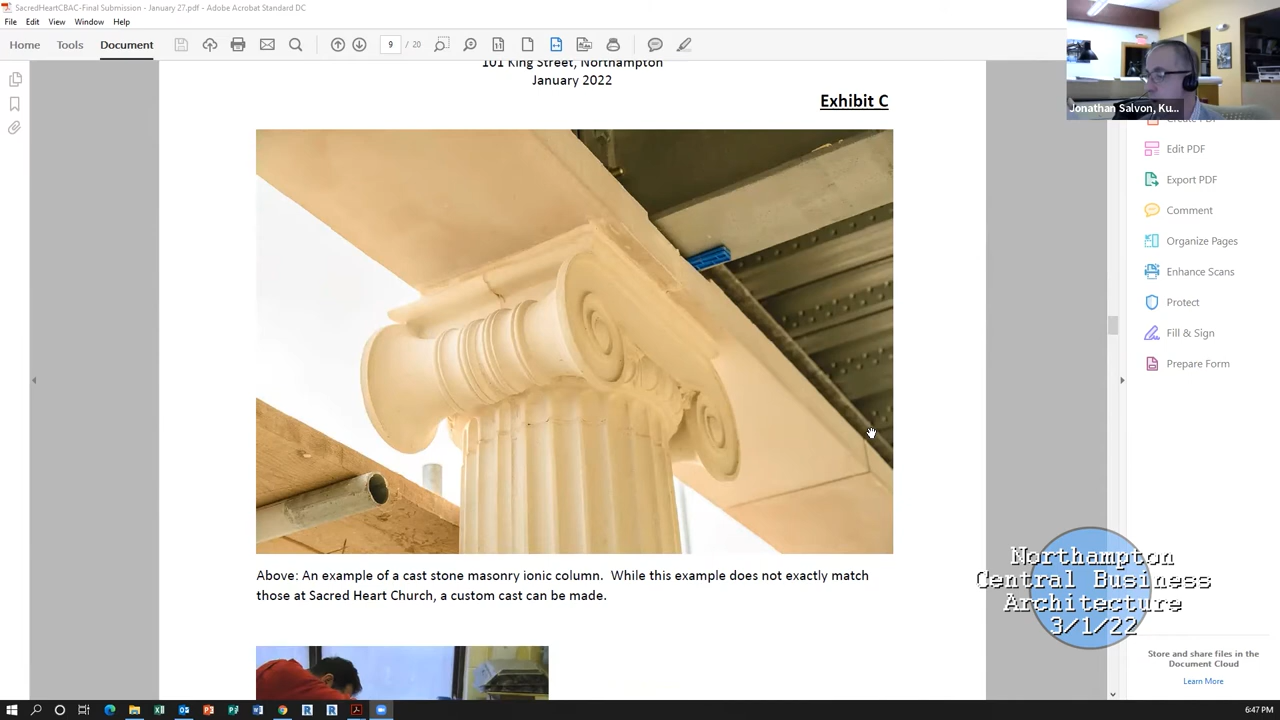 SacredHeartCBAC-Final Submission - January 27.pdf - Adobe Acrobat Standard DC
File Edit View Window Help
Home Tools Document
9 / 20
101 King Street, Northampton
January 2022
Exhibit C
Above: An example of a cast stone masonry ionic column. While this example does not exactly match
those at Sacred Heart Church, a custom cast can be made.
Jonathan Salvon, Ku...
Create PDF
Edit PDF
Export PDF
Comment
Organize Pages
Enhance Scans
Protect
Fill & Sign
Prepare Form
Northampton
Central Business
Architecture
3/1/22
Store and share files in the
Document Cloud
Learn More
6:47 PM